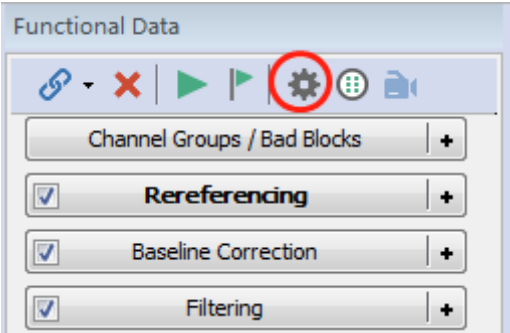 Functional Data
Channel Groups / Bad Blocks
Rereferencing
Baseline Correction
Filtering